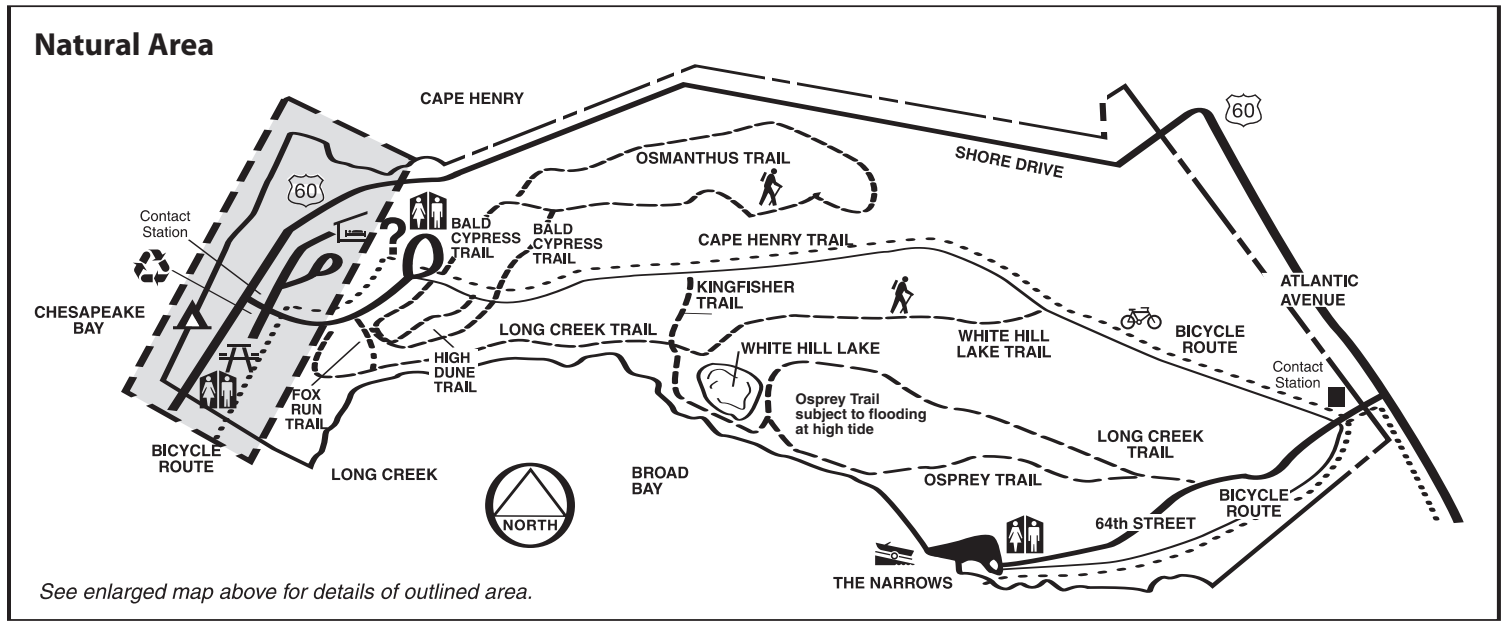 Natural Area
CAPE HENRY
60
OSMANTHUS TRAIL
SHORE DRIVE
60
Contact
Station
?
BALD
CYPRESS
TRAIL
BALD
CYPRESS
TRAIL
CAPE HENRY TRAIL
KINGFISHER
TRAIL
ATLANTIC
AVENUE
CHESAPEAKE
BAY
LONG CREEK TRAIL
WHITE HILL
LAKE TRAIL
BICYCLE
ROUTE
HIGH
DUNE
TRAIL
WHITE HILL LAKE
Contact
Station
FOX
RUN
TRAIL
Osprey Trail
subject to flooding
at high tide
LONG CREEK
TRAIL
BICYCLE
ROUTE
LONG CREEK
BROAD
BAY
OSPREY TRAIL
BICYCLE
ROUTE
NORTH
64th STREET
THE NARROWS
See enlarged map above for details of outlined area.